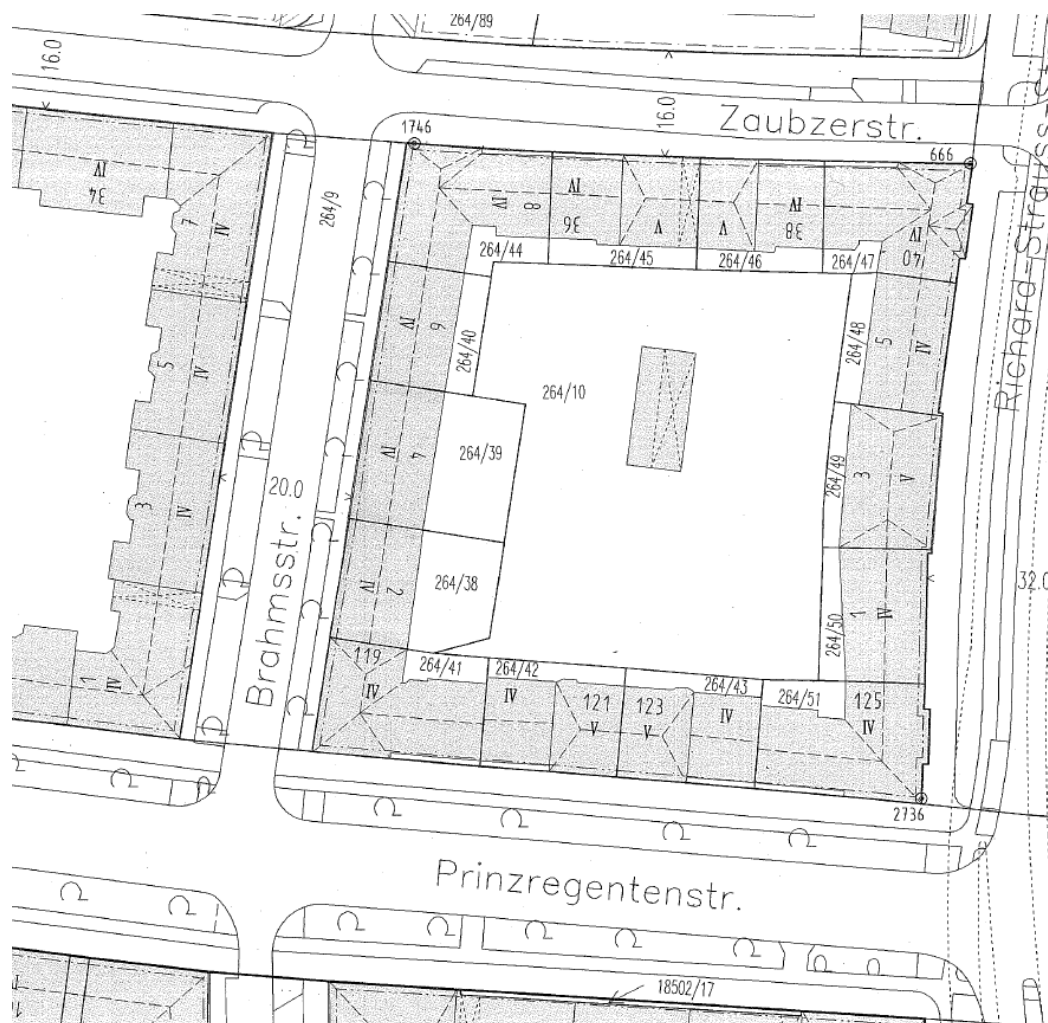 264/89
16.0
16.0
Zaubzerstr.
1746
666
264/9
34
IV
7
IV
8
IV
36
IV
V
V
38
IV
40
IV
264/44
264/45
264/46
264/47
6
IV
264/40
264/48
5
IV
Richard-Strauss-St
5
IV
264/10
4
IV
264/39
264/49
3
V
3
IV
20.0
Brahmsstr.
2
IV
264/38
264/50
1
IV
32.0
1
IV
119
IV
264/41
264/42
IV
121
V
123
V
264/43
IV
264/51
125
IV
2736
Prinzregentenstr.
18502/17